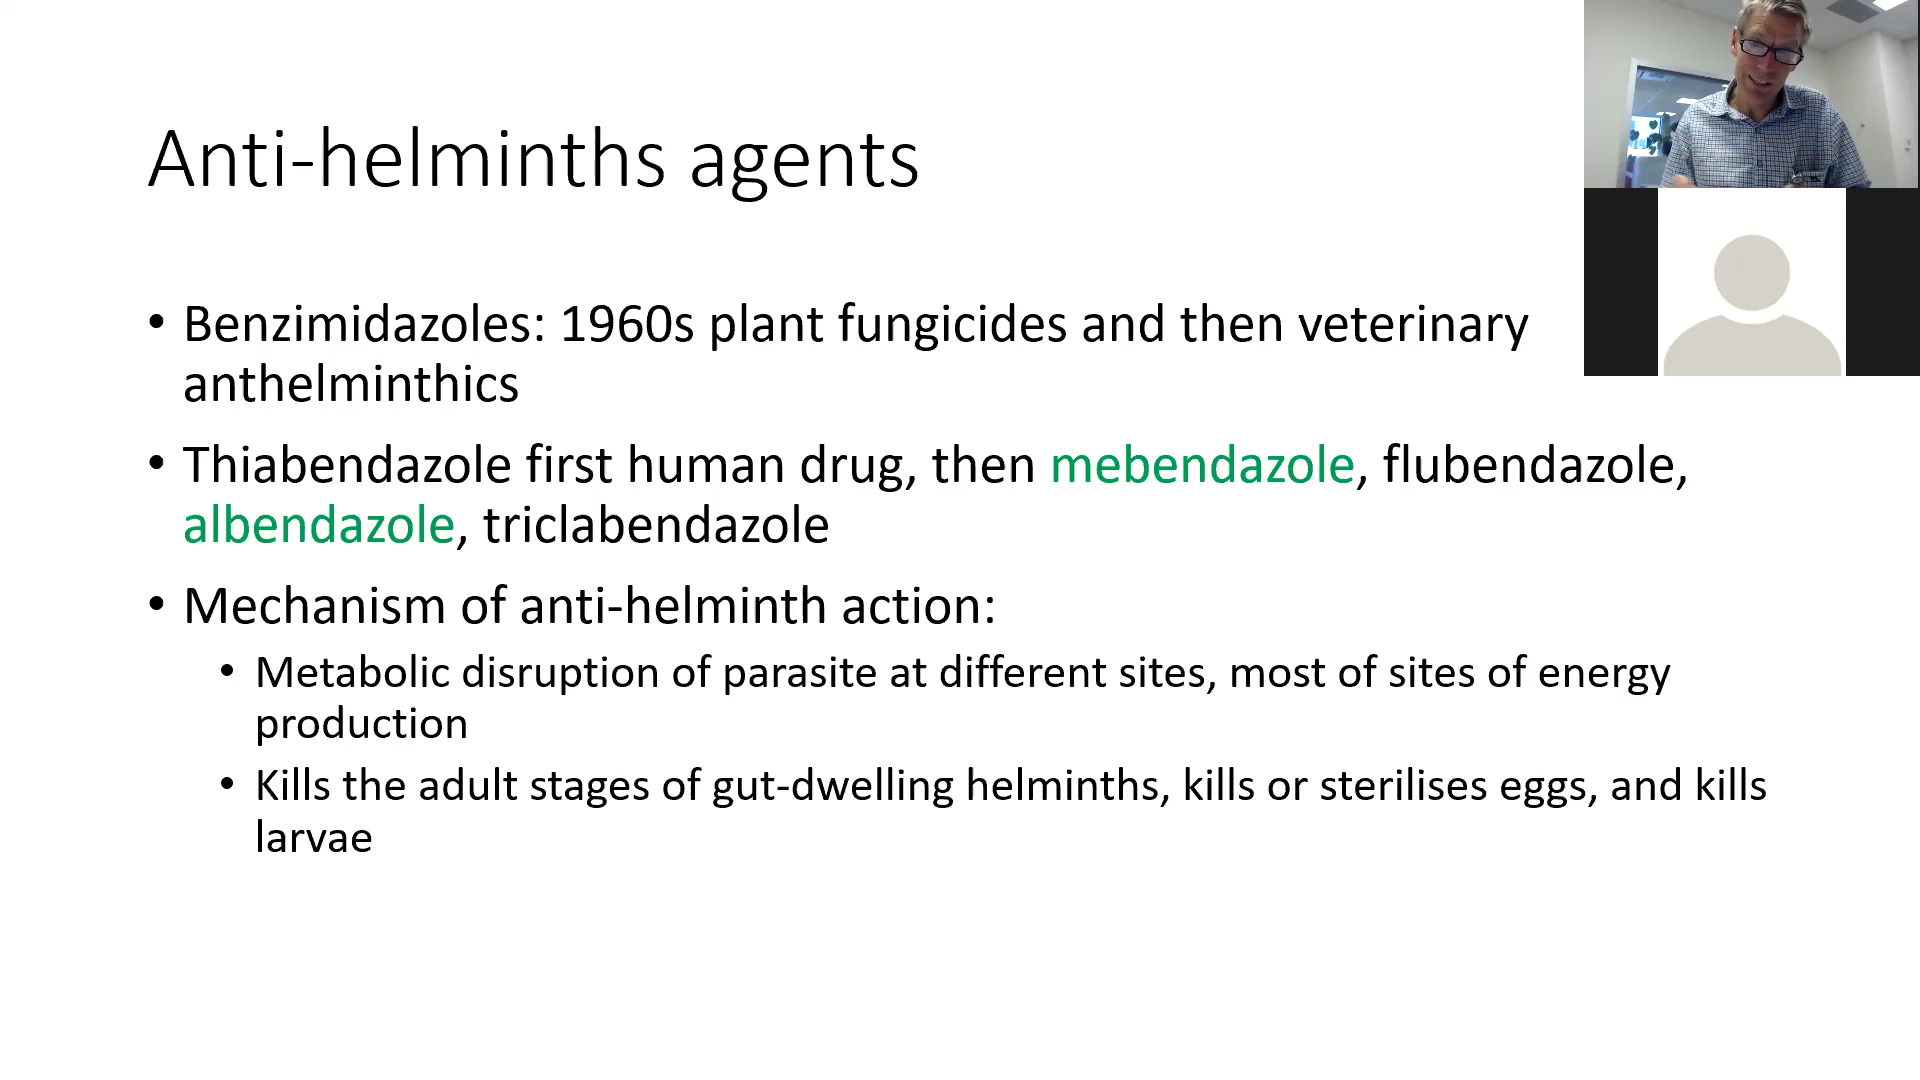 Anti-helminths agents
• Benzimidazoles: 1960s plant fungicides and then veterinary
anthelminthics
• Thiabendazole first human drug, then mebendazole, flubendazole,
albendazole, triclabendazole
• Mechanism of anti-helminth action:
• Metabolic disruption of parasite at different sites, most of sites of energy
production
• Kills the adult stages of gut-dwelling helminths, kills or sterilises eggs, and kills
larvae